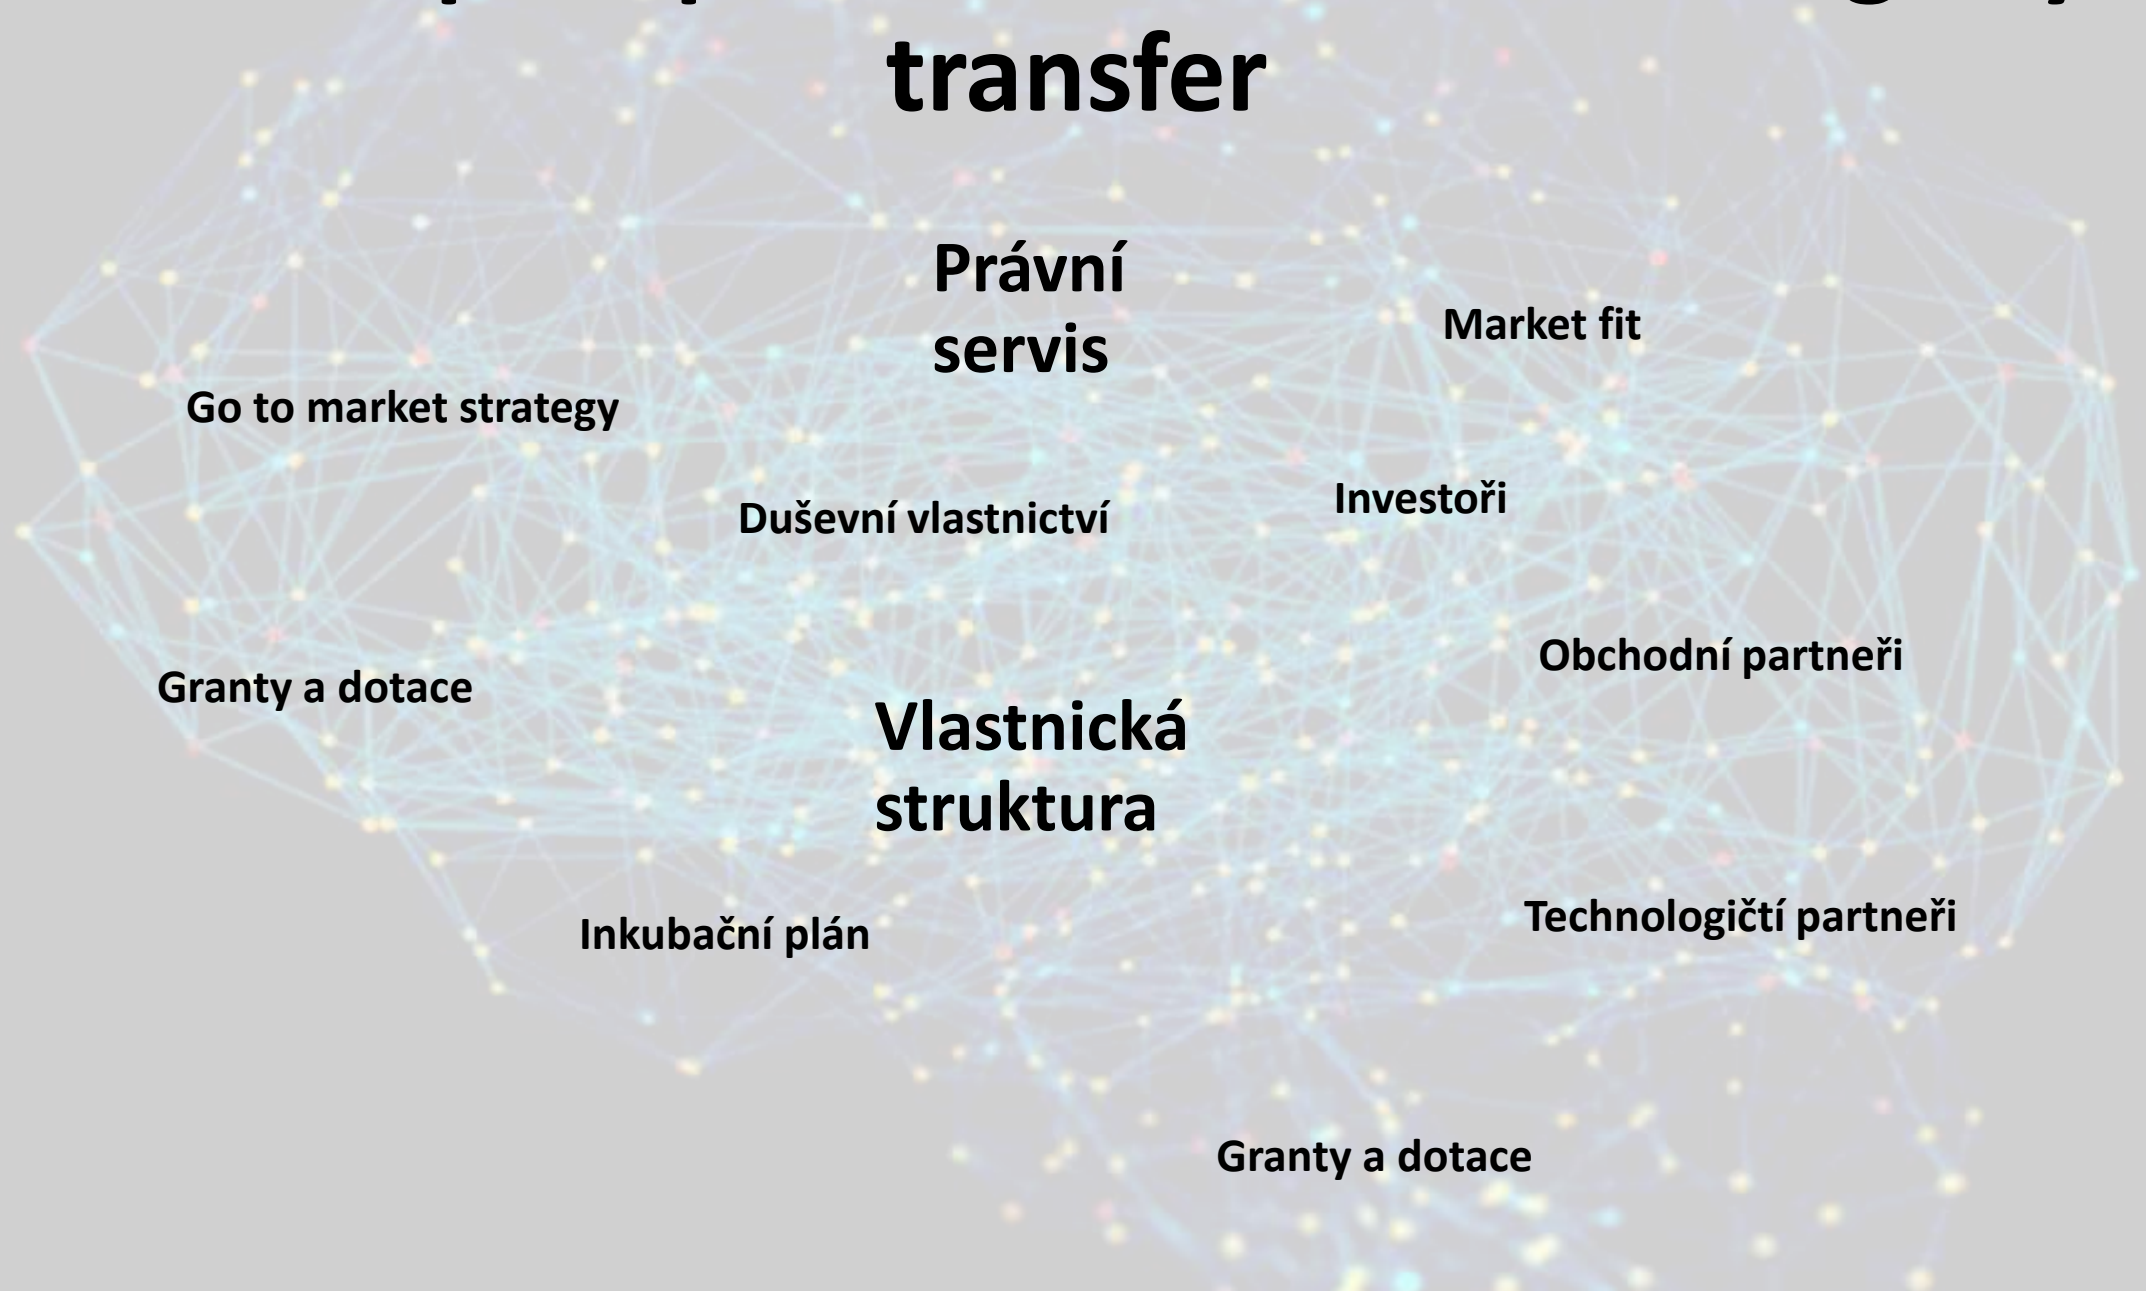 transfer
Právní
servis
Market fit
Go to market strategy
Investoři
Duševní vlastnictví
Obchodní partneři
Granty a dotace
Vlastnická
struktura
Technologičtí partneři
Inkubační plán
Granty a dotace